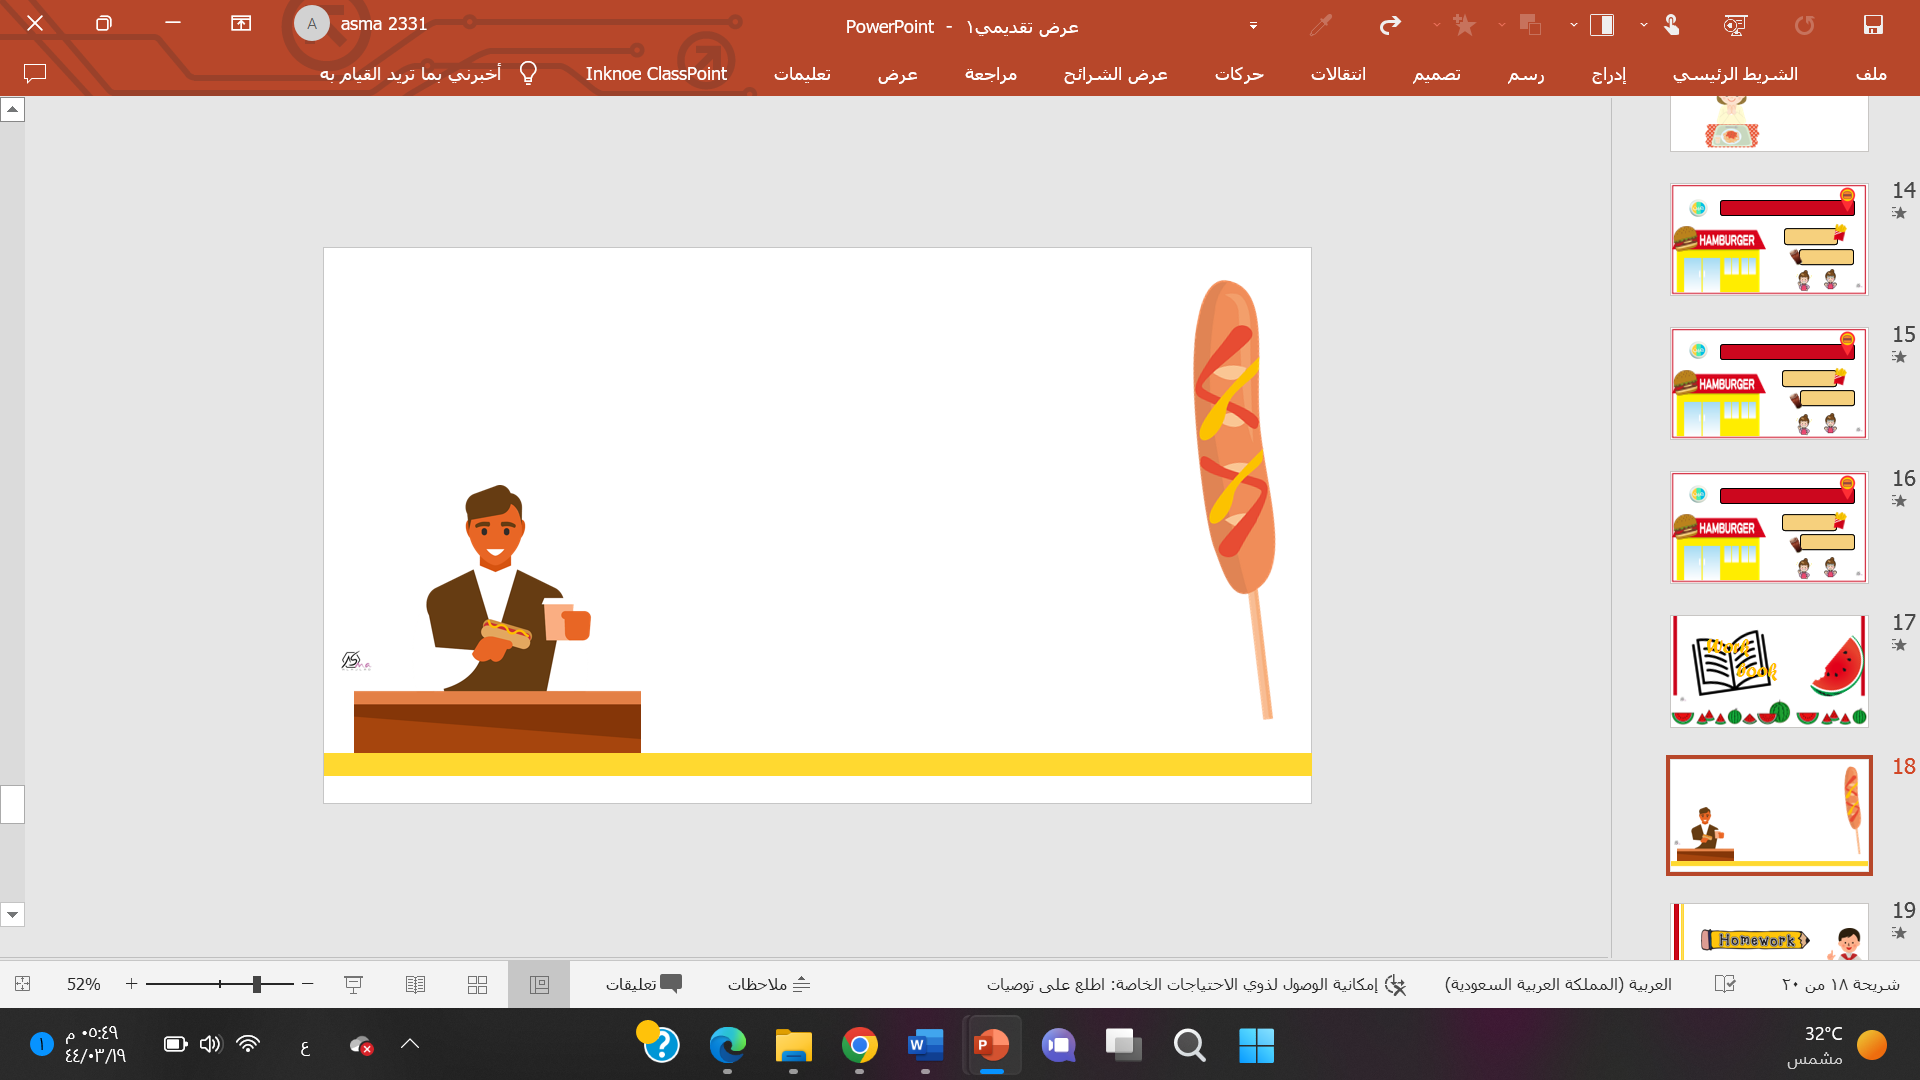 asma 2331
A
PowerPoint - عرض تقديمي١
ملف
الشريط الرئيسي
إدراج
رسم
تصميم
انتقالات
حركات
عرض الشرائح
مراجعة
عرض
تعليمات
Inknoe ClassPoint
أخبرني بما تريد القيام به
14
HAMBURGER
15
HAMBURGER
16
HAMBURGER
17
Work
Book
18
19
Homework
شريحة ١٨ من ٢٠
العربية (المملكة العربية السعودية)
إمكانية الوصول لذوي الاحتياجات الخاصة: اطلع على توصيات
ملاحظات
تعليقات
52%
32°C
مشمس
W
P
ع
٠٥:٤٩ م
٤٤/٠٣/١٩
١